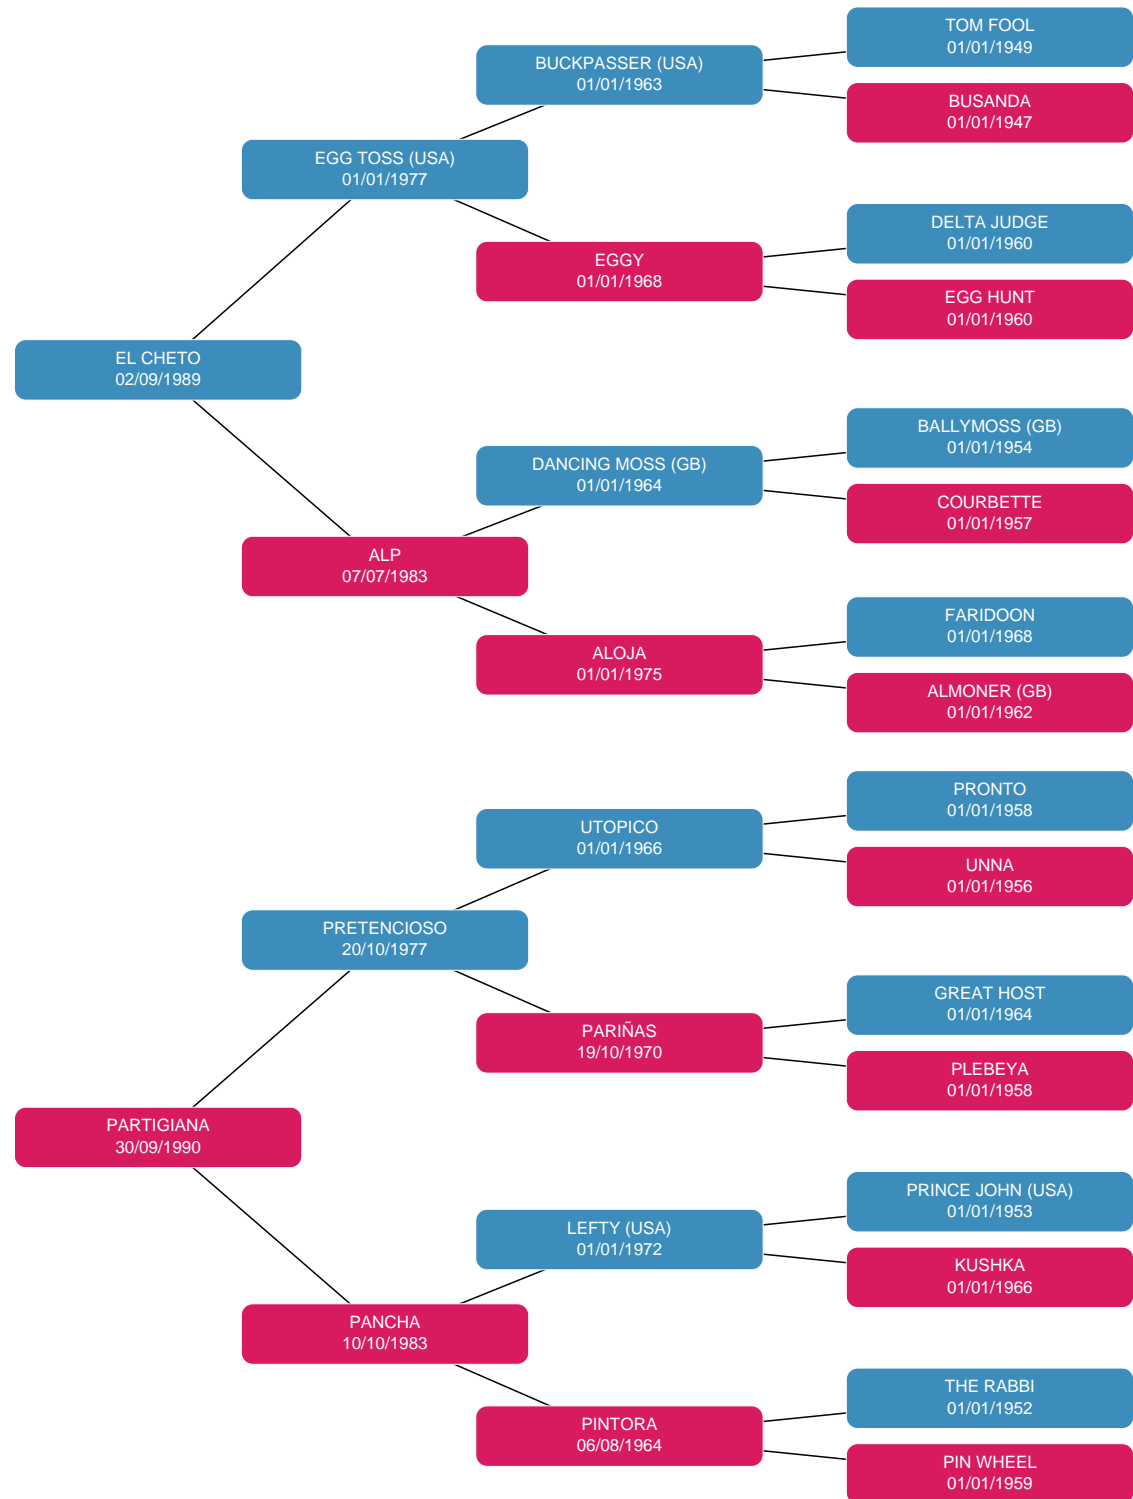 TOM FOOL
01/01/1949
BUCKPASSER (USA)
01/01/1963
BUSANDA
01/01/1947
EGG TOSS (USA)
01/01/1977
DELTA JUDGE
01/01/1960
EGGY
01/01/1968
EGG HUNT
01/01/1960
EL CHETO
02/09/1989
BALLYMOSS (GB)
01/01/1954
DANCING MOSS (GB)
01/01/1964
COURBETTE
01/01/1957
ALP
07/07/1983
FARIDOON
01/01/1968
ALOJA
01/01/1975
ALMONER (GB)
01/01/1962
PRONTO
01/01/1958
UTOPICO
01/01/1966
UNNA
01/01/1956
PRETENCIOSO
20/10/1977
GREAT HOST
01/01/1964
PARIÑAS
19/10/1970
PLEBEYA
01/01/1958
PARTIGIANA
30/09/1990
PRINCE JOHN (USA)
01/01/1953
LEFTY (USA)
01/01/1972
KUSHKA
01/01/1966
PANCHA
10/10/1983
THE RABBI
01/01/1952
PINTORA
06/08/1964
PIN WHEEL
01/01/1959